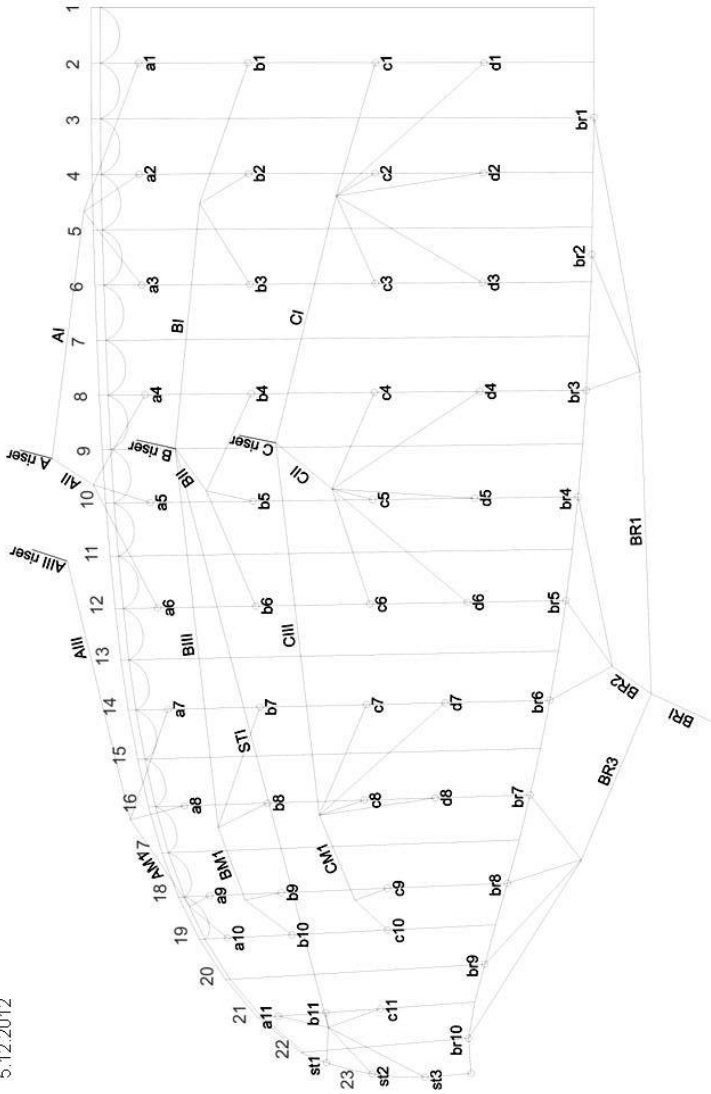 5.12.2012
1
2
3
4
5
6
7
8
9
10
11
12
13
14
15
16
17
18
19
20
21
22
23
a1
a2
a3
a4
a5
a6
a7
a8
a9
a10
a11
b1
b2
b3
b4
b5
b6
b7
b8
b9
b10
b11
c1
c2
c3
c4
c5
c6
c7
c8
c9
c10
c11
d1
d2
d3
d4
d5
d6
d7
d8
br1
br2
br3
br4
br5
br6
br7
br8
br9
br10
st1
st2
st3
AI
AII
AIII
A riser
AIII riser
AM1
BI
BII
BIII
B riser
BM1
STI
CI
CII
CIII
C riser
CM1
BR1
BR2
BR3
BRI